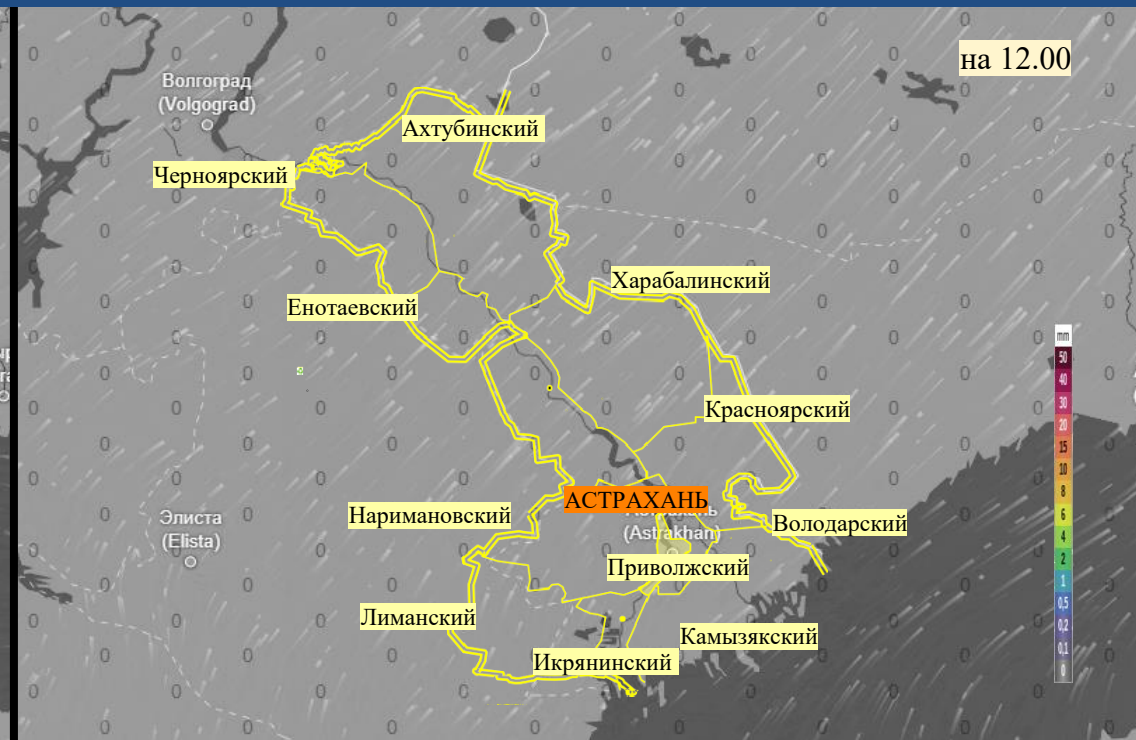 на 12.00
Волгоград
(Volgograd)
Ахтубинский
Черноярский
Харабалинский
Енотаевский
mm
50
40
30
20
15
10
8
6
4
2
1
0,5
0,2
0,1
0
Красноярский
АСТРАХАНЬ
Наримановский
Элиста
(Elista)
(Astrakhan)
Володарский
Приволжский
Лиманский
Камызякский
Икрянинский